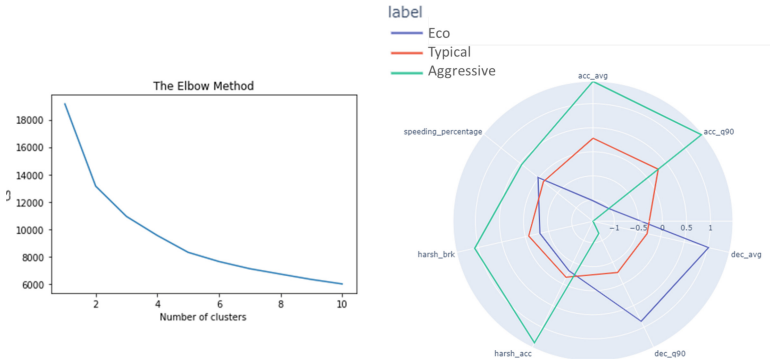 The Elbow Method
18000
16000
14000
12000
10000
8000
6000
2
4
6
8
10
Number of clusters
label
Eco
Typical
Aggressive
acc_avg
speeding_percentage
acc_q90
−1
−0.5
0
0.5
1
harsh_brk
dec_avg
harsh_acc
dec_q90